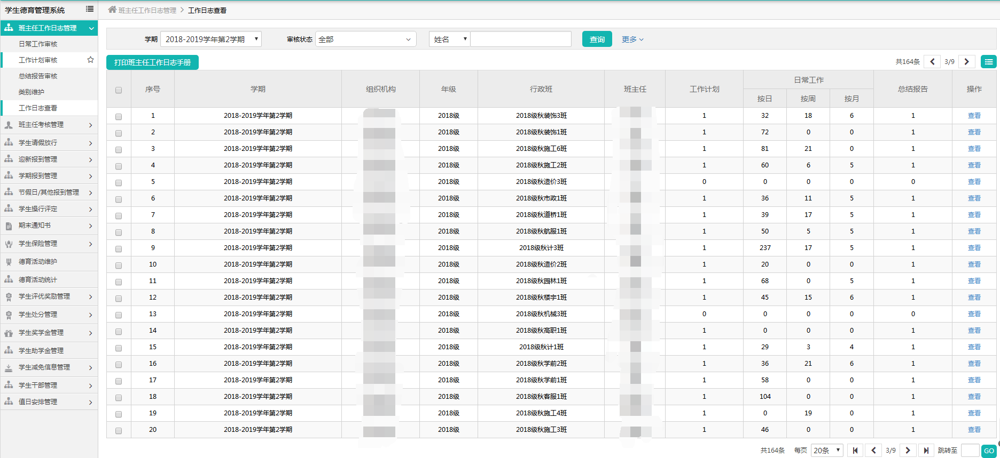 学生德育管理系统
班主任工作日志管理
日常工作审核
工作计划审核
总结报告审核
类别维护
工作日志查看
班主任考核管理
学生请假放行
迎新报到管理
学期报到管理
节假日/其他报到管理
学生操行评定
期末通知书
学生保险管理
德育活动维护
德育活动统计
学生评优奖励管理
学生处分管理
学生奖学金管理
学生助学金管理
学生减免信息管理
学生干部管理
值日安排管理
班主任工作日志管理 > 工作日志查看
学期 2018-2019学年第2学期 审核状态 全部 姓名 查询 更多
打印班主任工作日志手册 共164条 3/9
序号 学期 组织机构 年级 行政班 班主任 工作计划 日常工作 总结报告 操作
按日 按周 按月
1 2018-2019学年第2学期 2018级 2018级秋装饰3班 1 32 18 6 1 查看
2 2018-2019学年第2学期 2018级 2018级秋装饰1班 1 72 0 0 1 查看
3 2018-2019学年第2学期 2018级 2018级秋施工6班 1 81 21 0 1 查看
4 2018-2019学年第2学期 2018级 2018级秋施工2班 1 60 6 5 1 查看
5 2018-2019学年第2学期 2018级 2018级秋造价3班 0 0 0 0 0 查看
6 2018-2019学年第2学期 2018级 2018级秋市政1班 1 36 11 5 1 查看
7 2018-2019学年第2学期 2018级 2018级秋道桥1班 1 39 17 5 1 查看
8 2018-2019学年第2学期 2018级 2018级秋航服1班 1 50 5 5 1 查看
9 2018-2019学年第2学期 2018级 2018级秋计3班 1 237 17 5 1 查看
10 2018-2019学年第2学期 2018级 2018级秋造价2班 1 20 0 0 1 查看
11 2018-2019学年第2学期 2018级 2018级秋园林1班 1 68 0 5 1 查看
12 2018-2019学年第2学期 2018级 2018级秋楼宇1班 1 45 15 6 1 查看
13 2018-2019学年第2学期 2018级 2018级秋机械3班 0 0 0 0 0 查看
14 2018-2019学年第2学期 2018级 2018级秋高职1班 1 0 0 0 1 查看
15 2018-2019学年第2学期 2018级 2018级秋计1班 1 29 3 4 1 查看
16 2018-2019学年第2学期 2018级 2018级秋学前2班 1 36 21 6 1 查看
17 2018-2019学年第2学期 2018级 2018级秋学前1班 1 58 0 0 1 查看
18 2018-2019学年第2学期 2018级 2018级秋客服1班 1 104 0 0 1 查看
19 2018-2019学年第2学期 2018级 2018级秋施工4班 1 0 19 0 1 查看
20 2018-2019学年第2学期 2018级 2018级秋施工3班 1 46 0 0 1 查看
共164条 每页 20条 3/9 跳转至 GO